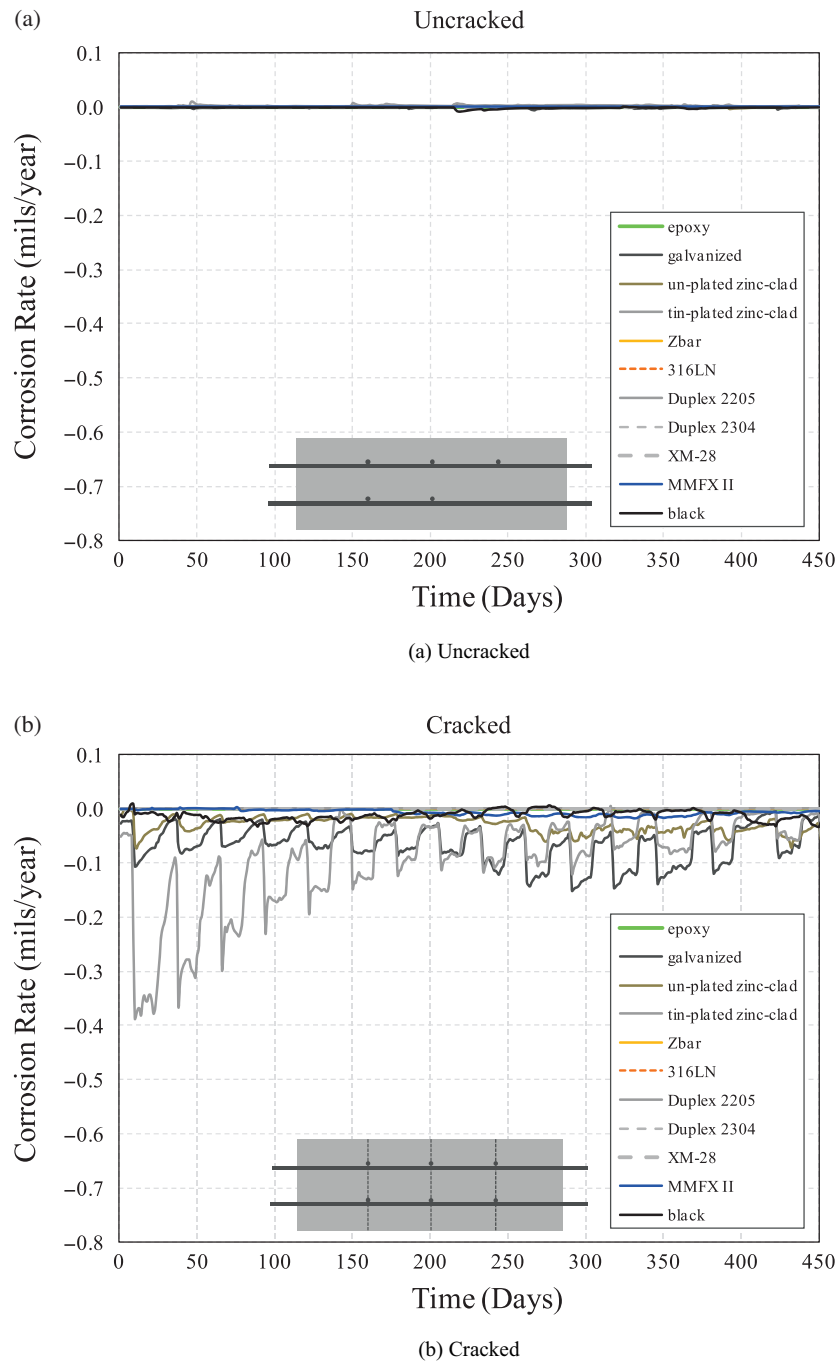 (a)
Uncracked
Corrosion Rate (mils/year)
0.1
0.0
−0.1
−0.2
−0.3
−0.4
−0.5
−0.6
−0.7
−0.8
epoxy
galvanized
un-plated zinc-clad
tin-plated zinc-clad
Zbar
316LN
Duplex 2205
Duplex 2304
XM-28
MMFX II
black
0 50 100 150 200 250 300 350 400 450
Time (Days)
(a) Uncracked
(b)
Cracked
Corrosion Rate (mils/year)
0.1
0.0
−0.1
−0.2
−0.3
−0.4
−0.5
−0.6
−0.7
−0.8
epoxy
galvanized
un-plated zinc-clad
tin-plated zinc-clad
Zbar
316LN
Duplex 2205
Duplex 2304
XM-28
MMFX II
black
0 50 100 150 200 250 300 350 400 450
Time (Days)
(b) Cracked